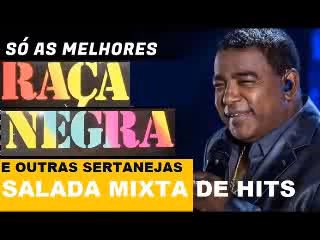 SÓ AS MELHORES
RAÇA
NEGRA
E OUTRAS SERTANEJAS
SALADA MIXTA DE HITS